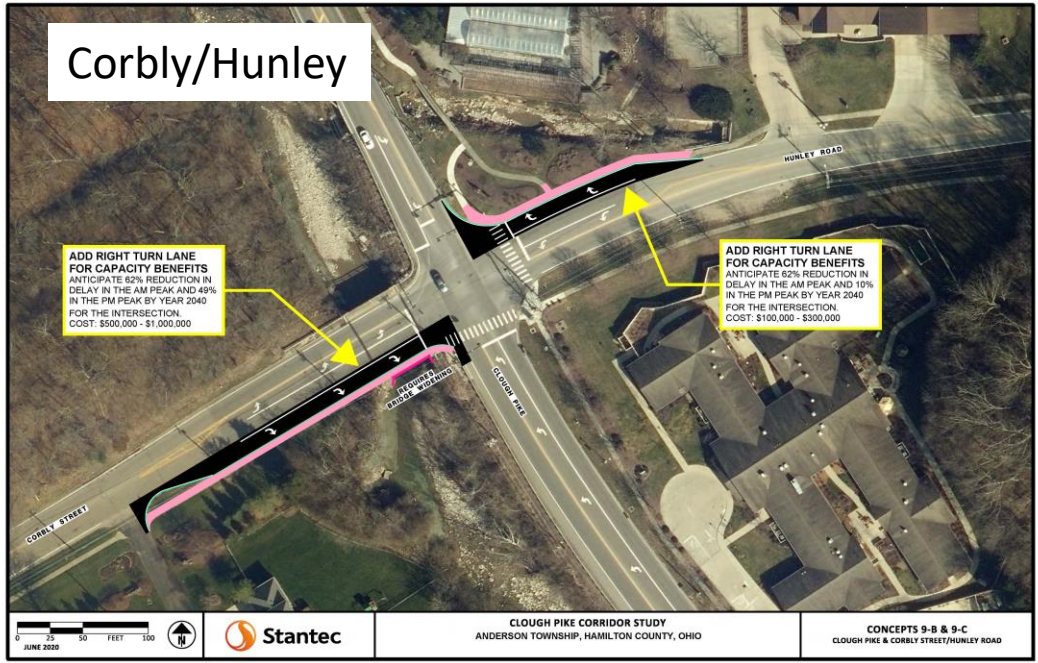 Corbly/Hunley
HUNLEY ROAD
ADD RIGHT TURN LANE
FOR CAPACITY BENEFITS
ANTICIPATE 62% REDUCTION IN
DELAY IN THE AM PEAK AND 49%
IN THE PM PEAK BY YEAR 2040
FOR THE INTERSECTION.
COST: $500,000 - $1,000,000
ADD RIGHT TURN LANE
FOR CAPACITY BENEFITS
ANTICIPATE 62% REDUCTION IN
DELAY IN THE AM PEAK AND 10%
IN THE PM PEAK BY YEAR 2040
FOR THE INTERSECTION.
COST: $100,000 - $300,000
REQUIRES
BRIDGE WIDENING
CLOUGH PIKE
CORBLY STREET
0 25 50 FEET 100
JUNE 2020
N
Stantec
CLOUGH PIKE CORRIDOR STUDY
ANDERSON TOWNSHIP, HAMILTON COUNTY, OHIO
CONCEPTS 9-B & 9-C
CLOUGH PIKE & CORBLY STREET/HUNLEY ROAD